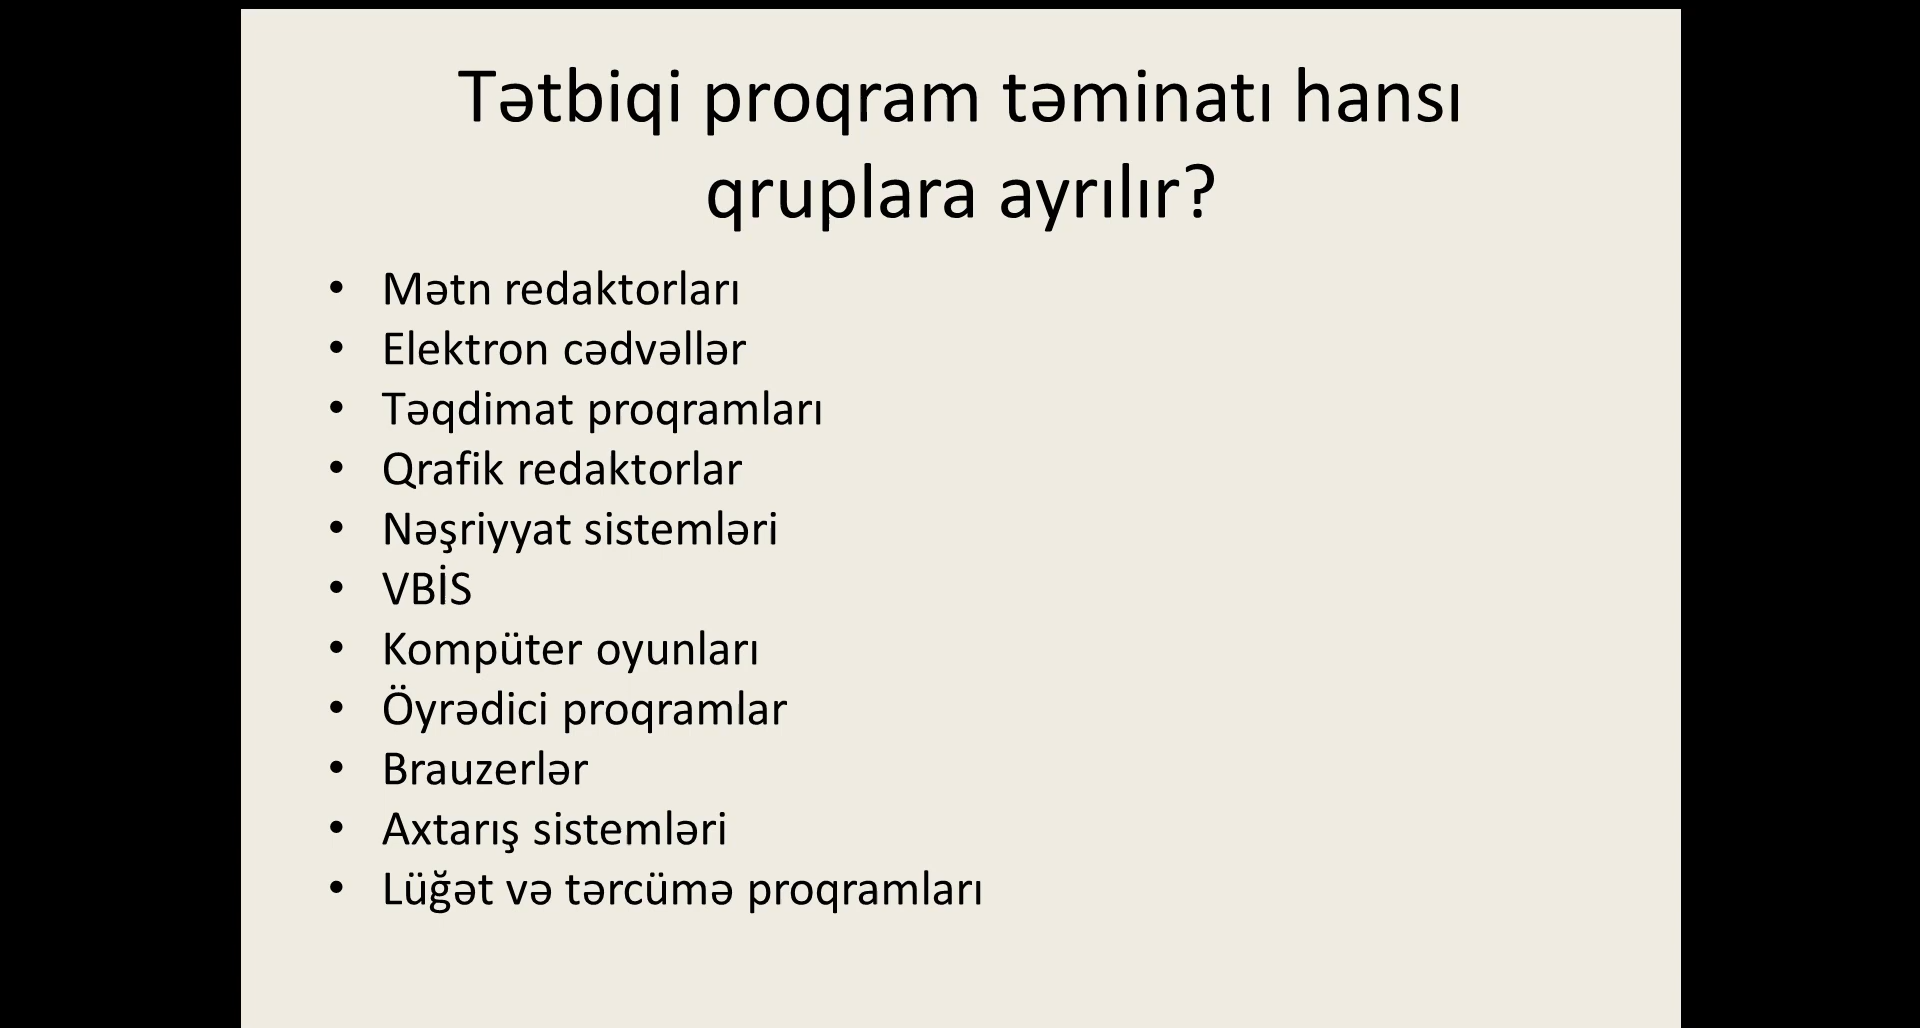 Tətbiqi proqram təminatı hansı
qruplara ayrılır?
• Mətn redaktorları
• Elektron cədvəllər
• Təqdimat proqramları
• Qrafik redaktorlar
• Nəşriyyat sistemləri
• VBİS
• Kompüter oyunları
• Öyrədici proqramlar
• Brauzerlər
• Axtarış sistemləri
• Lüğət və tərcümə proqramları